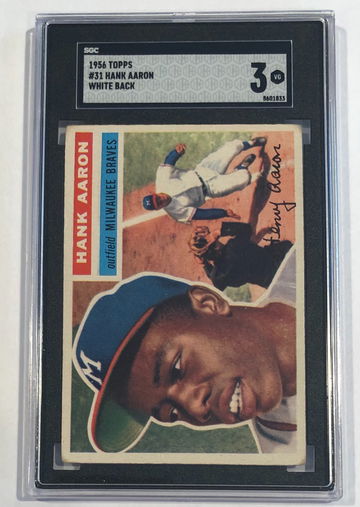 SGC
1956 TOPPS
#31 HANK AARON
WHITE BACK
3 VG
8601833
HANK AARON
outfield MILWAUKEE BRAVES
Henry Aaron
M
M